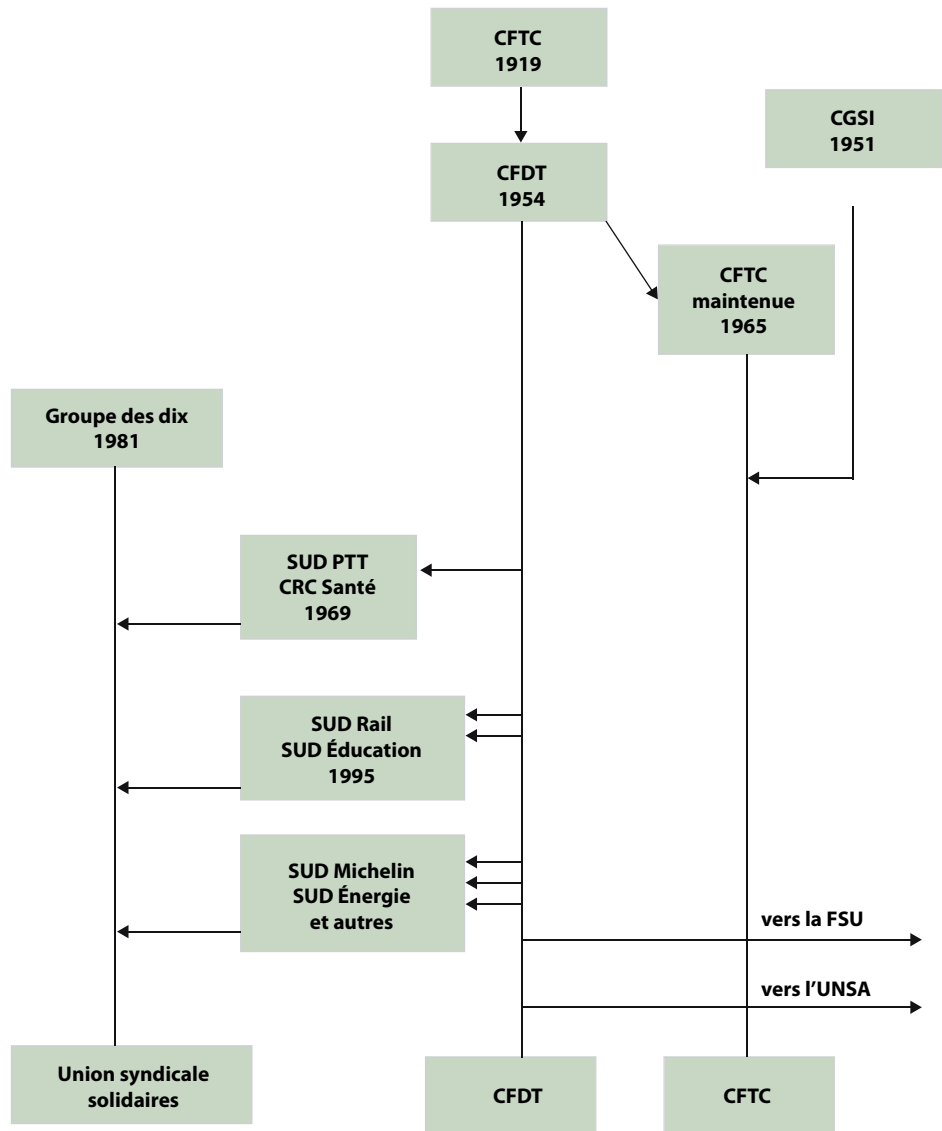 CFTC
1919
CGSI
1951
CFDT
1954
CFTC
maintenue
1965
Groupe des dix
1981
SUD PTT
CRC Santé
1969
SUD Rail
SUD Éducation
1995
SUD Michelin
SUD Énergie
et autres
vers la FSU
vers l'UNSA
Union syndicale
solidaires
CFDT
CFTC